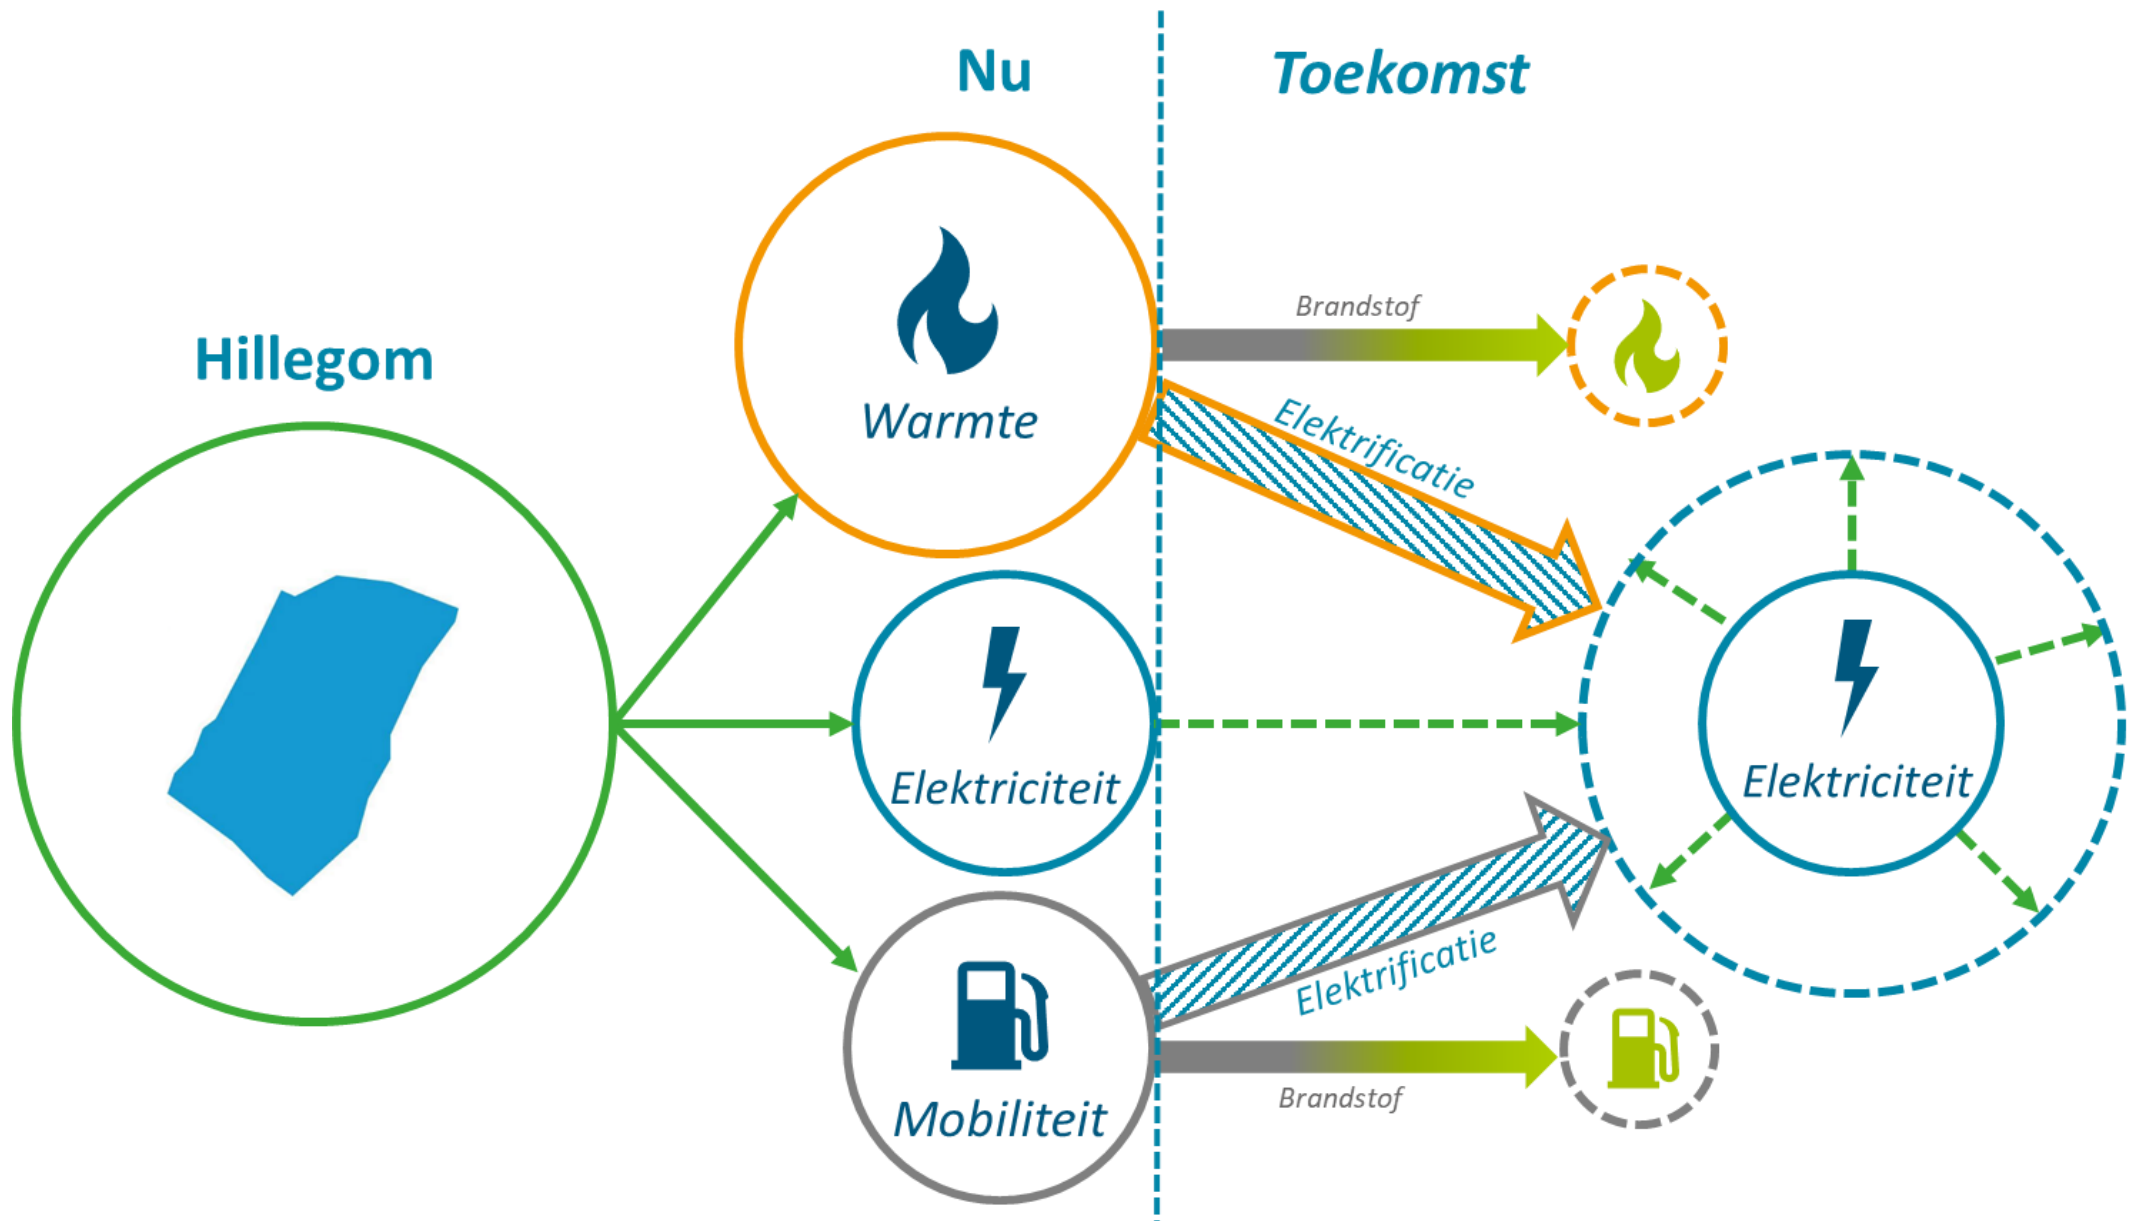 Nu
Toekomst
Hillegom
Warmte
Brandstof
Elektrificatie
Elektriciteit
Elektriciteit
Elektrificatie
Mobiliteit
Brandstof